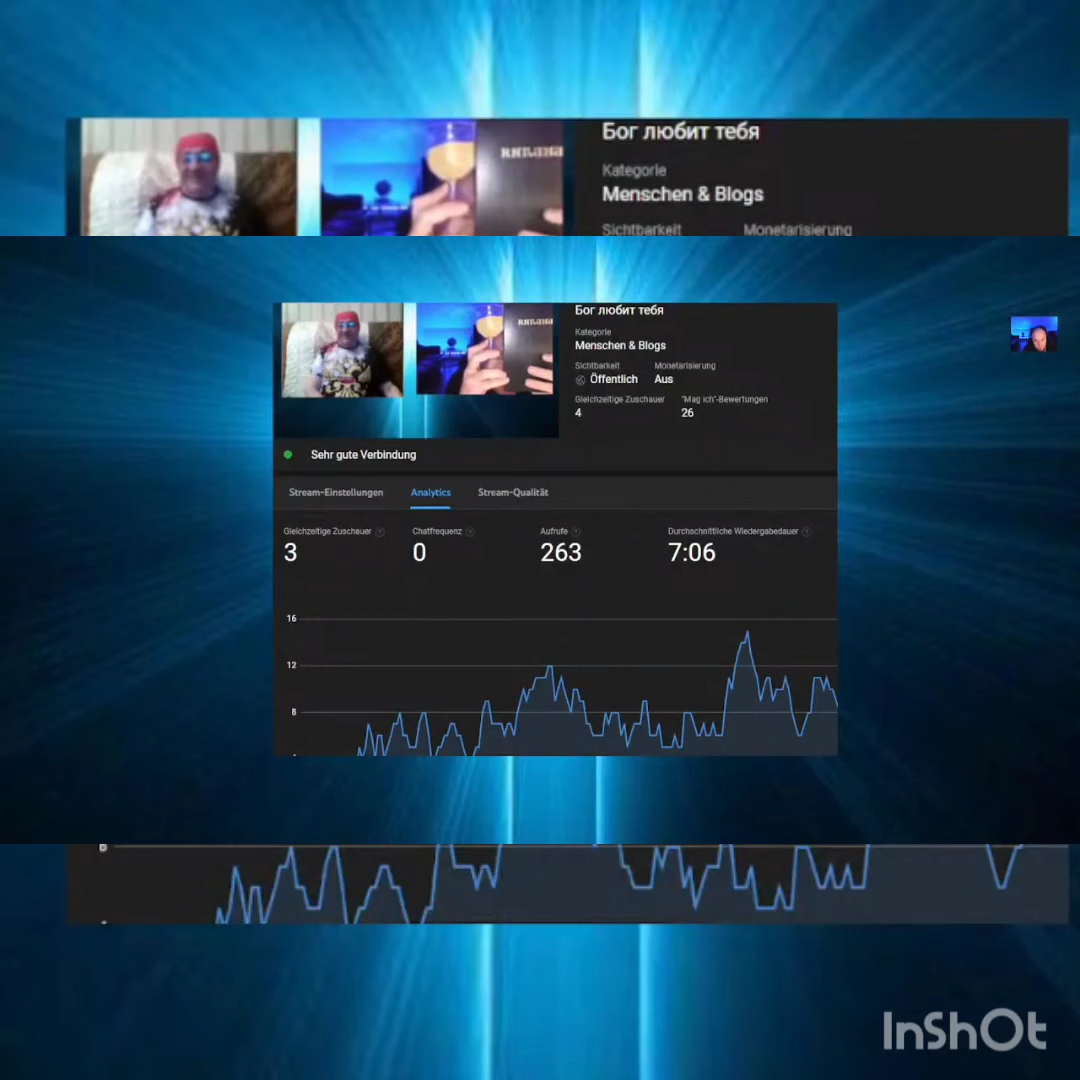 Бог любит тебя
Kategorie
Menschen & Blogs
Sichtbarkeit Monetarisierung
Бог любит тебя
Kategorie
Menschen & Blogs
Sichtbarkeit Monetarisierung
Öffentlich Aus
Gleichzeitige Zuschauer "Mag ich"-Bewertungen
4 26
Sehr gute Verbindung
Stream-Einstellungen Analytics Stream-Qualität
Gleichzeitige Zuschauer Chatfrequenz Aufrufe Durchschnittliche Wiedergabedauer
3 0 263 7:06
16
12
8
InShOt